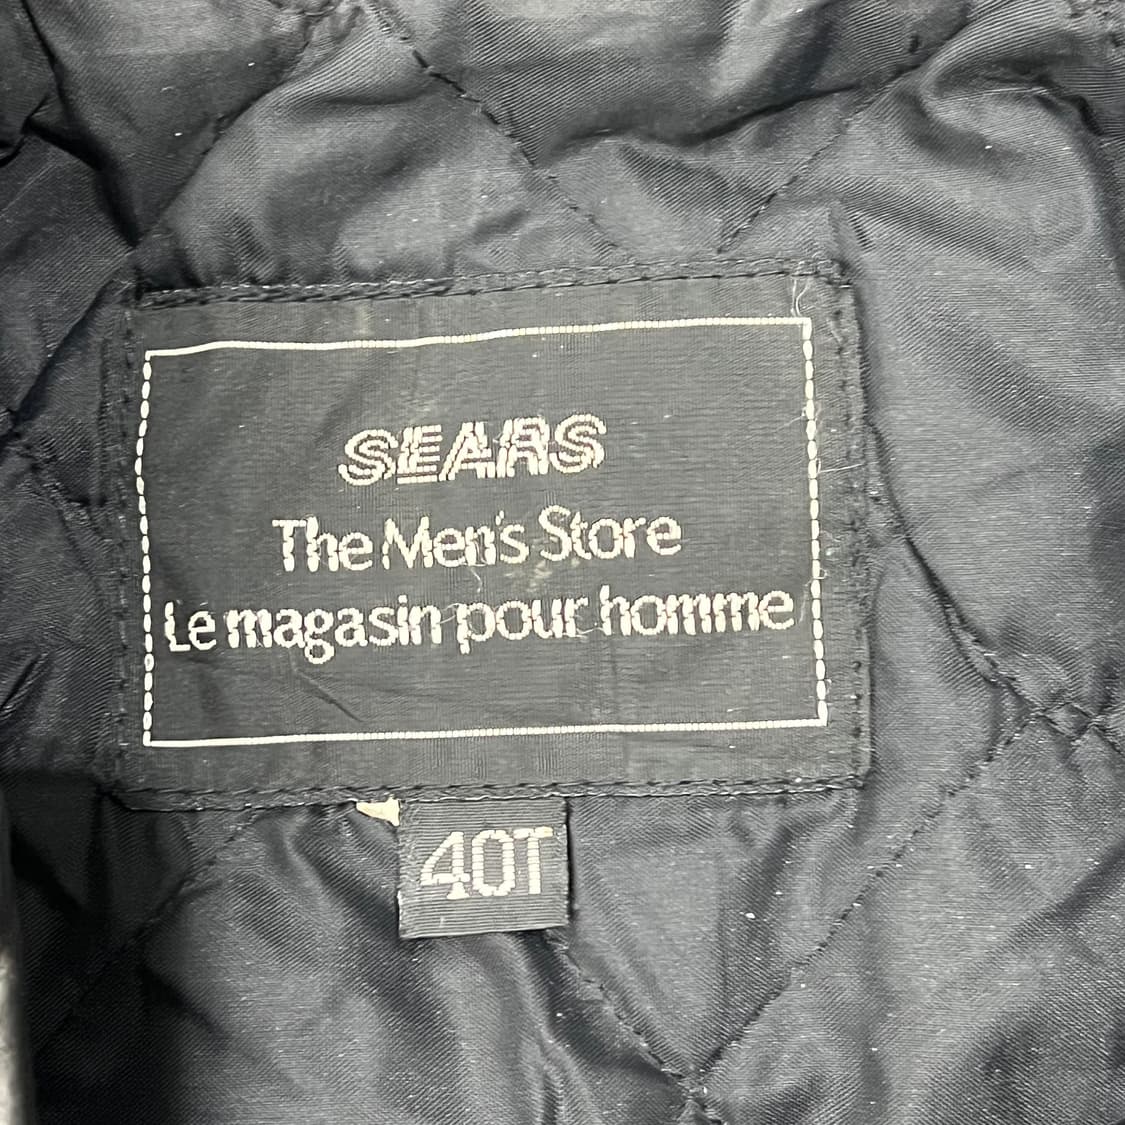 SEARS
The Men's Store
Le magasin pour homme
40T